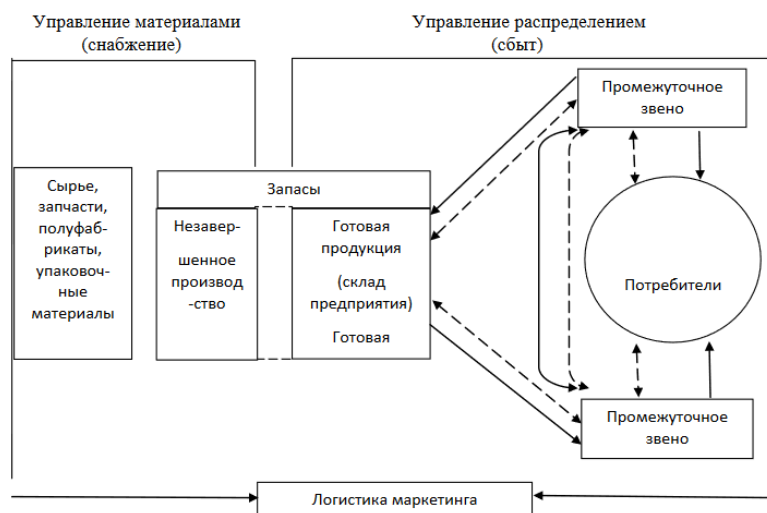 Управление материалами
(снабжение)
Управление распределением
(сбыт)
Промежуточное
звено
Сырье,
запчасти,
полуфаб-
рикаты,
упаковоч-
ные
материалы
Запасы
Незавер-
шенное
производ
-ство
Готовая
продукция
(склад
предприятия)
Готовая
Потребители
Промежуточное
звено
Логистика маркетинга